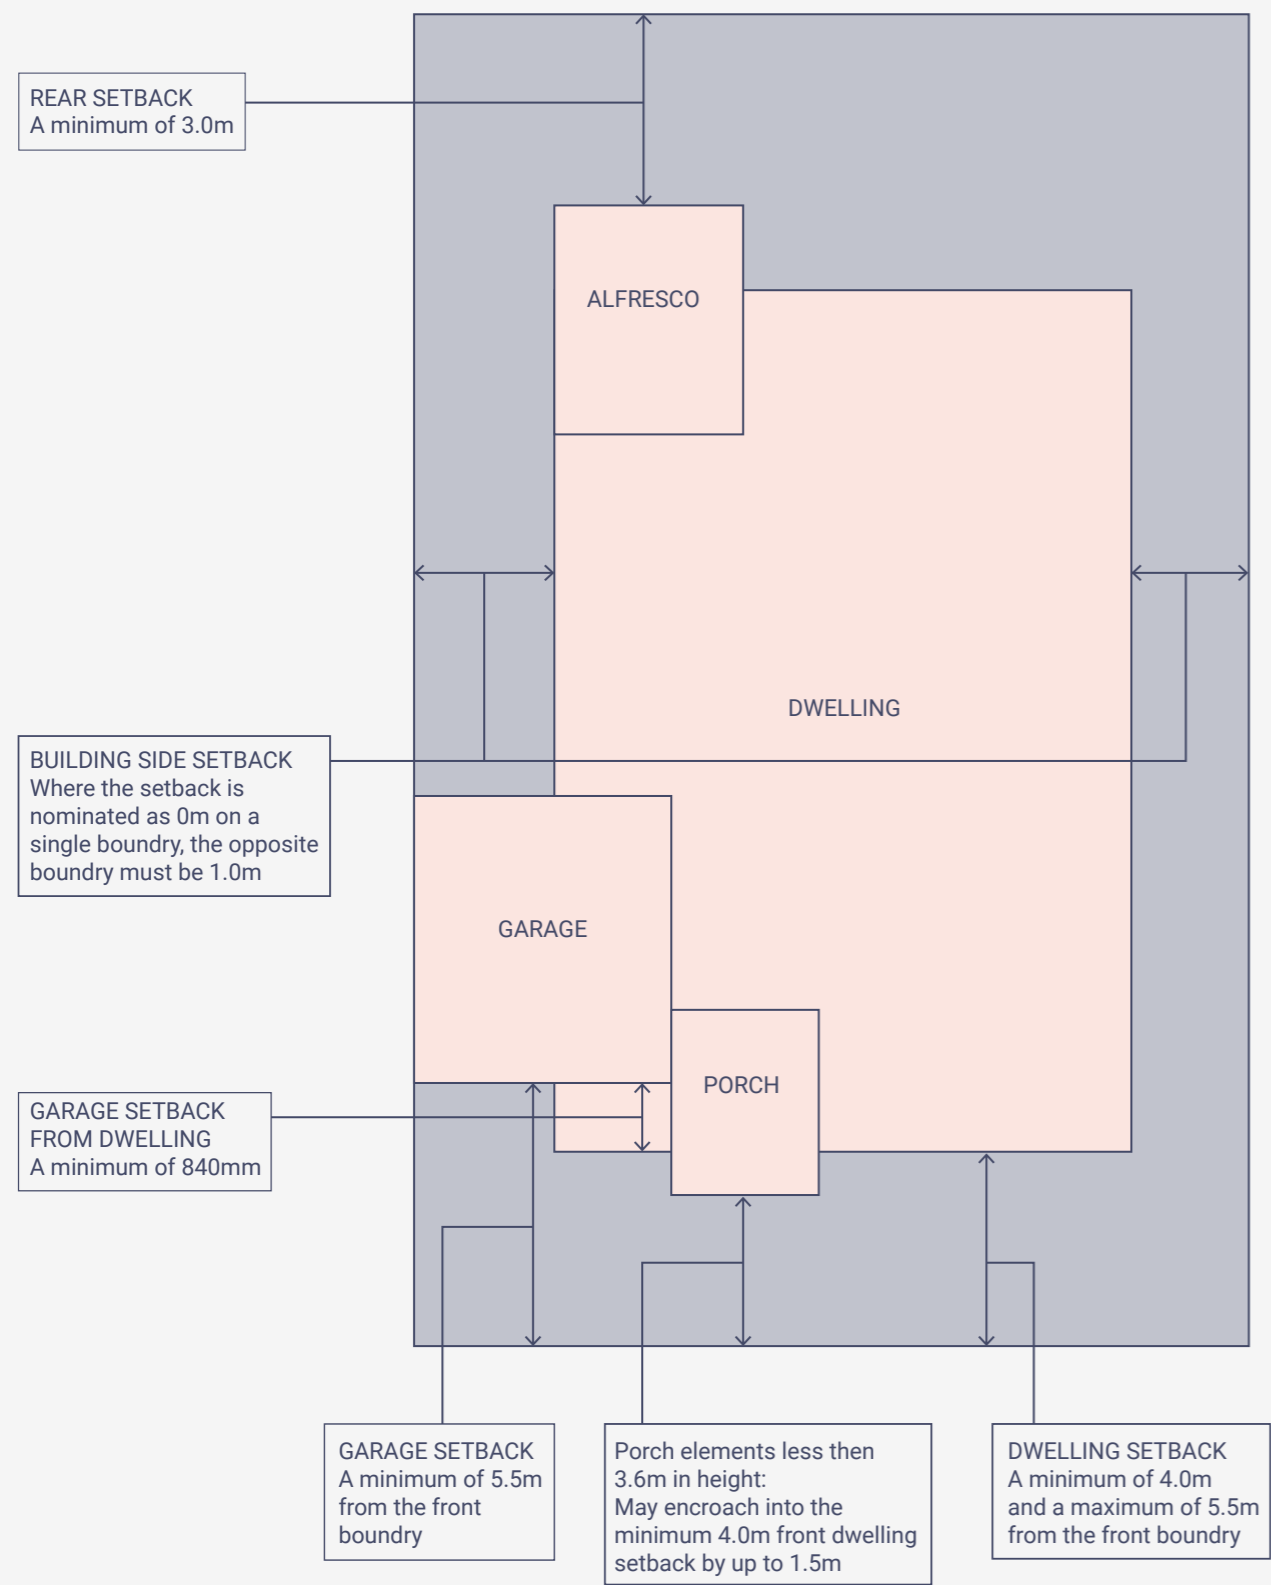 REAR SETBACK
A minimum of 3.0m
ALFRESCO
DWELLING
BUILDING SIDE SETBACK
Where the setback is
nominated as 0m on a
single boundry, the opposite
boundry must be 1.0m
GARAGE
PORCH
GARAGE SETBACK
FROM DWELLING
A minimum of 840mm
GARAGE SETBACK
A minimum of 5.5m
from the front
boundry
Porch elements less then
3.6m in height:
May encroach into the
minimum 4.0m front dwelling
setback by up to 1.5m
DWELLING SETBACK
A minimum of 4.0m
and a maximum of 5.5m
from the front boundry